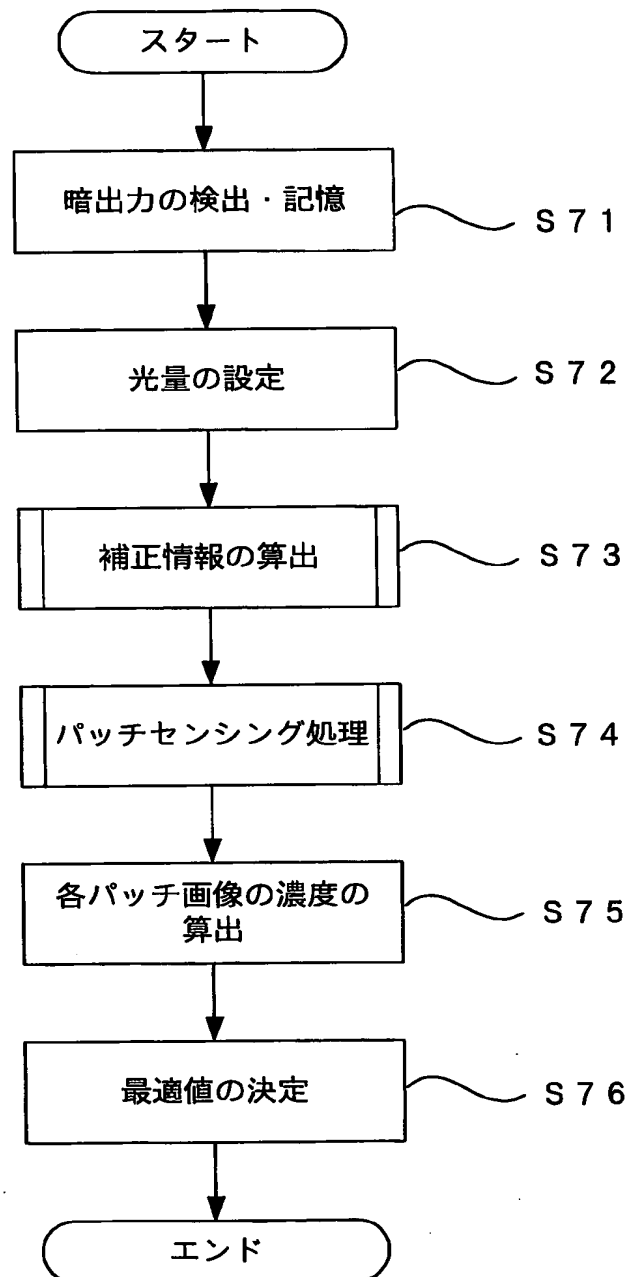 スタート
暗出力の検出・記憶
S71
光量の設定
S72
補正情報の算出
S73
パッチセンシング処理
S74
各パッチ画像の濃度の
算出
S75
最適値の決定
S76
エンド